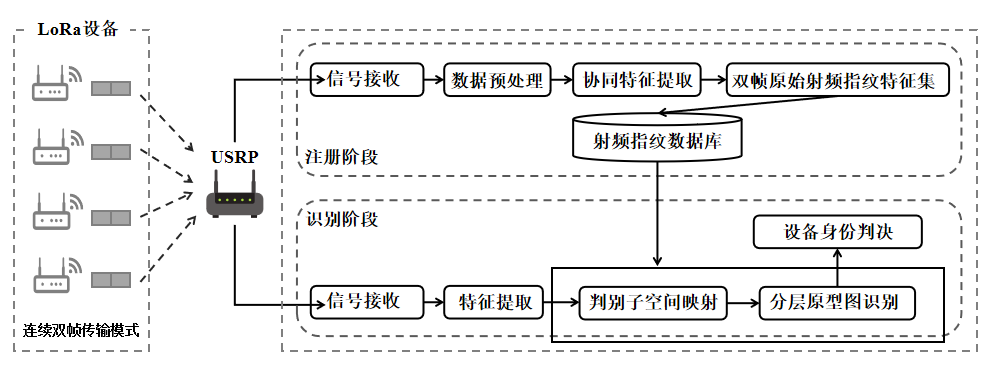 LoRa设备
连续双帧传输模式
USRP
信号接收
数据预处理
协同特征提取
双帧原始射频指纹特征集
射频指纹数据库
注册阶段
识别阶段
设备身份判决
信号接收
特征提取
判别子空间映射
分层原型图识别